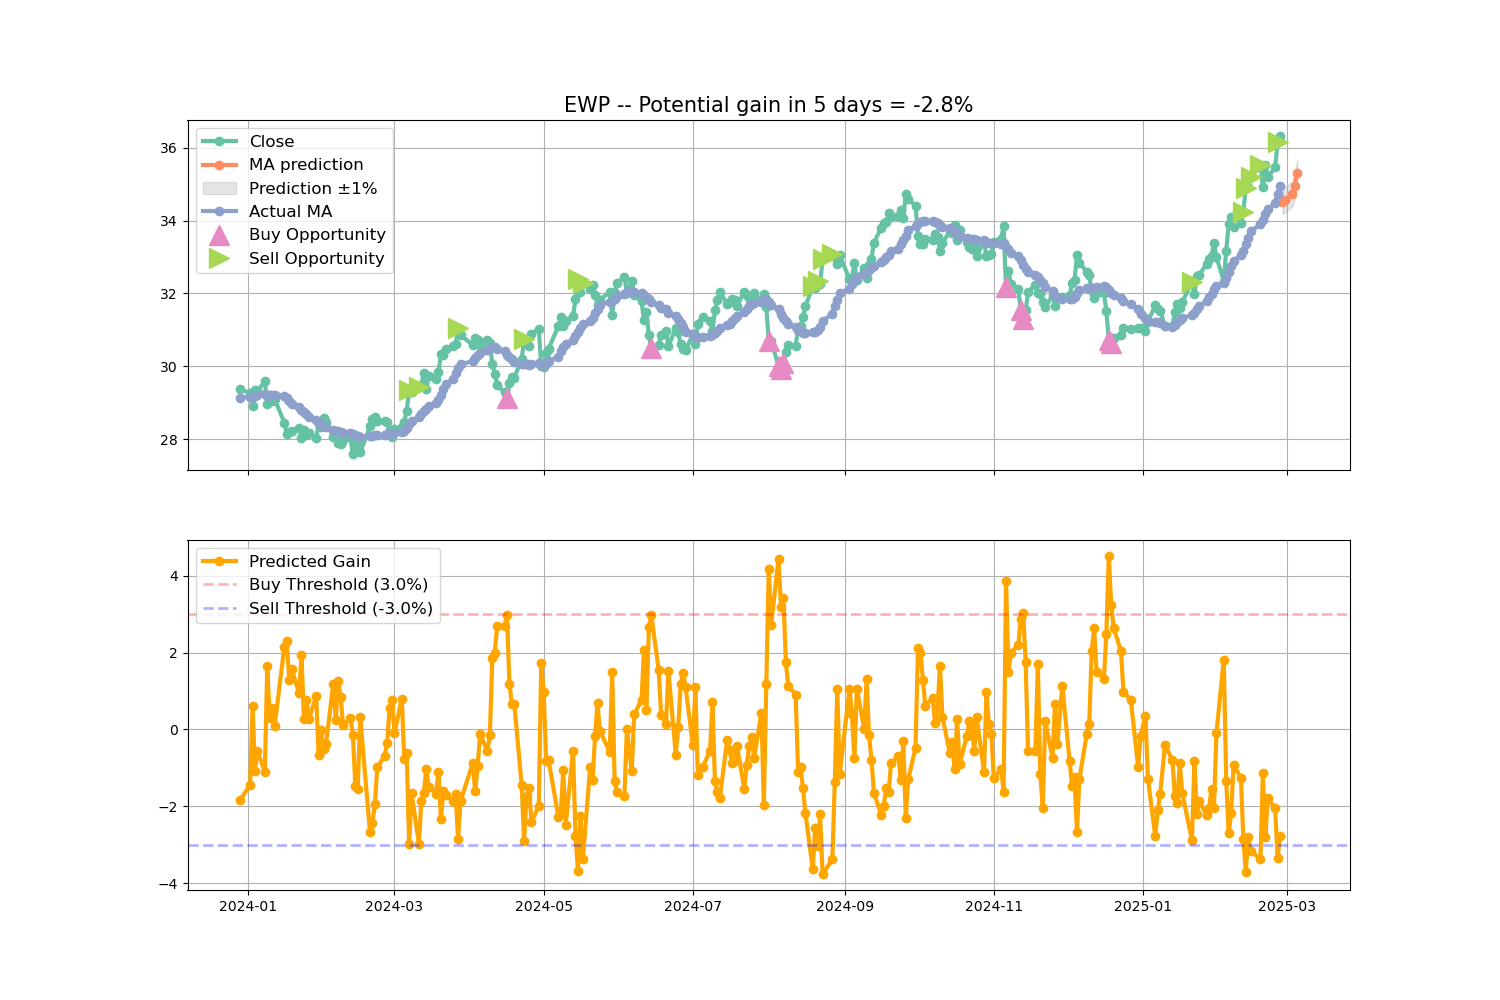 EWP -- Potential gain in 5 days = -2.8%
Close
MA prediction
Prediction ±1%
Actual MA
Buy Opportunity
Sell Opportunity
36
34
32
30
28
Predicted Gain
Buy Threshold (3.0%)
Sell Threshold (-3.0%)
4
2
0
−2
−4
2024-01 2024-03 2024-05 2024-07 2024-09 2024-11 2025-01 2025-03